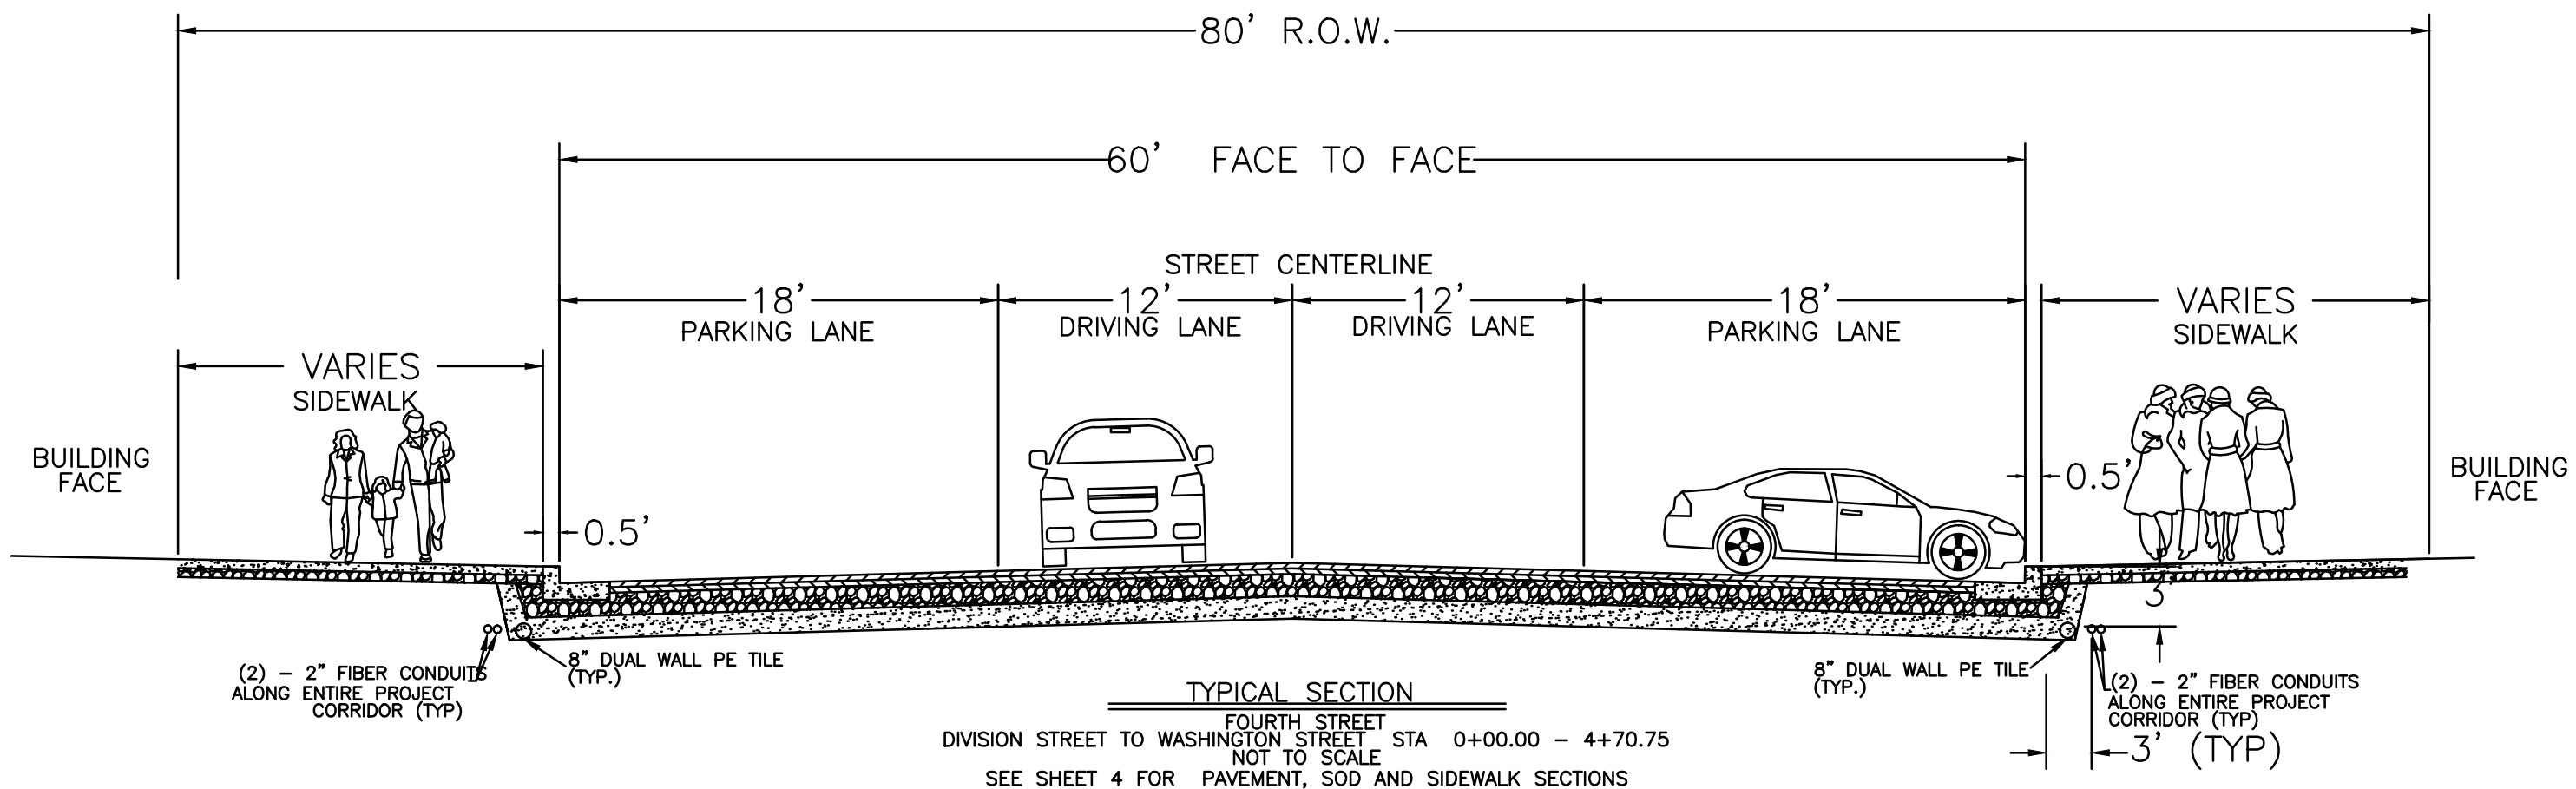 80' R.O.W.
60' FACE TO FACE
STREET CENTERLINE
18'
PARKING LANE
12'
DRIVING LANE
12'
DRIVING LANE
18'
PARKING LANE
VARIES
SIDEWALK
VARIES
SIDEWALK
BUILDING
FACE
BUILDING
FACE
0.5'
0.5'
3'
(2) - 2" FIBER CONDUITS
ALONG ENTIRE PROJECT
CORRIDOR (TYP)
8" DUAL WALL PE TILE
(TYP.)
8" DUAL WALL PE TILE
(TYP.)
(2) - 2" FIBER CONDUITS
ALONG ENTIRE PROJECT
CORRIDOR (TYP)
3' (TYP)
TYPICAL SECTION
FOURTH STREET
DIVISION STREET TO WASHINGTON STREET STA 0+00.00 - 4+70.75
NOT TO SCALE
SEE SHEET 4 FOR PAVEMENT, SOD AND SIDEWALK SECTIONS